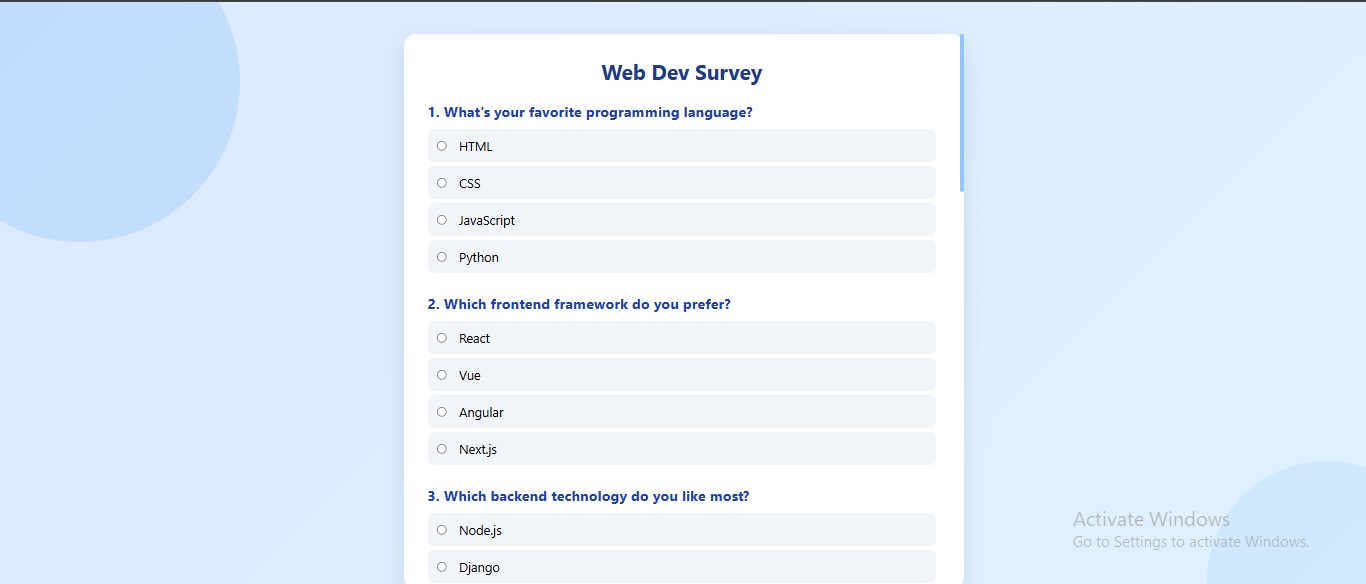 Web Dev Survey
1. What's your favorite programming language?
HTML
CSS
JavaScript
Python
2. Which frontend framework do you prefer?
React
Vue
Angular
Next.js
3. Which backend technology do you like most?
Node.js
Django
Activate Windows
Go to Settings to activate Windows.